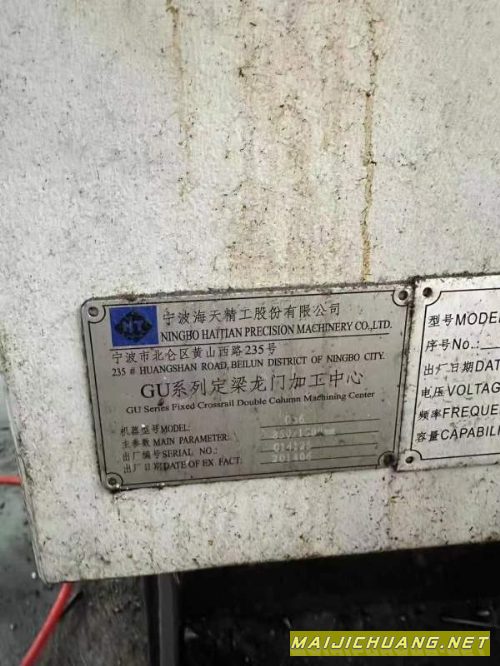 HT
宁波海天精工股份有限公司
NINGBO HAITIAN PRECISION MACHINERY CO.,LTD.
宁波市北仑区黄山西路235号
235 # HUANGSHAN ROAD, BEILUN DISTRICT OF NINGBO CITY.
GU系列定梁龙门加工中心
GU Series Fixed Crossrail Double Column Machining Center
机器型号MODEL:
主参数 MAIN PARAMETER:
出厂编号SERIAL NO.:
出厂日期DATE OF EX FACT:
型号MODE
序号No.:
出厂日期DAT
电压VOLTAG
频率FREQUE
容量CAPABIL
MAIJICHUANG.NET